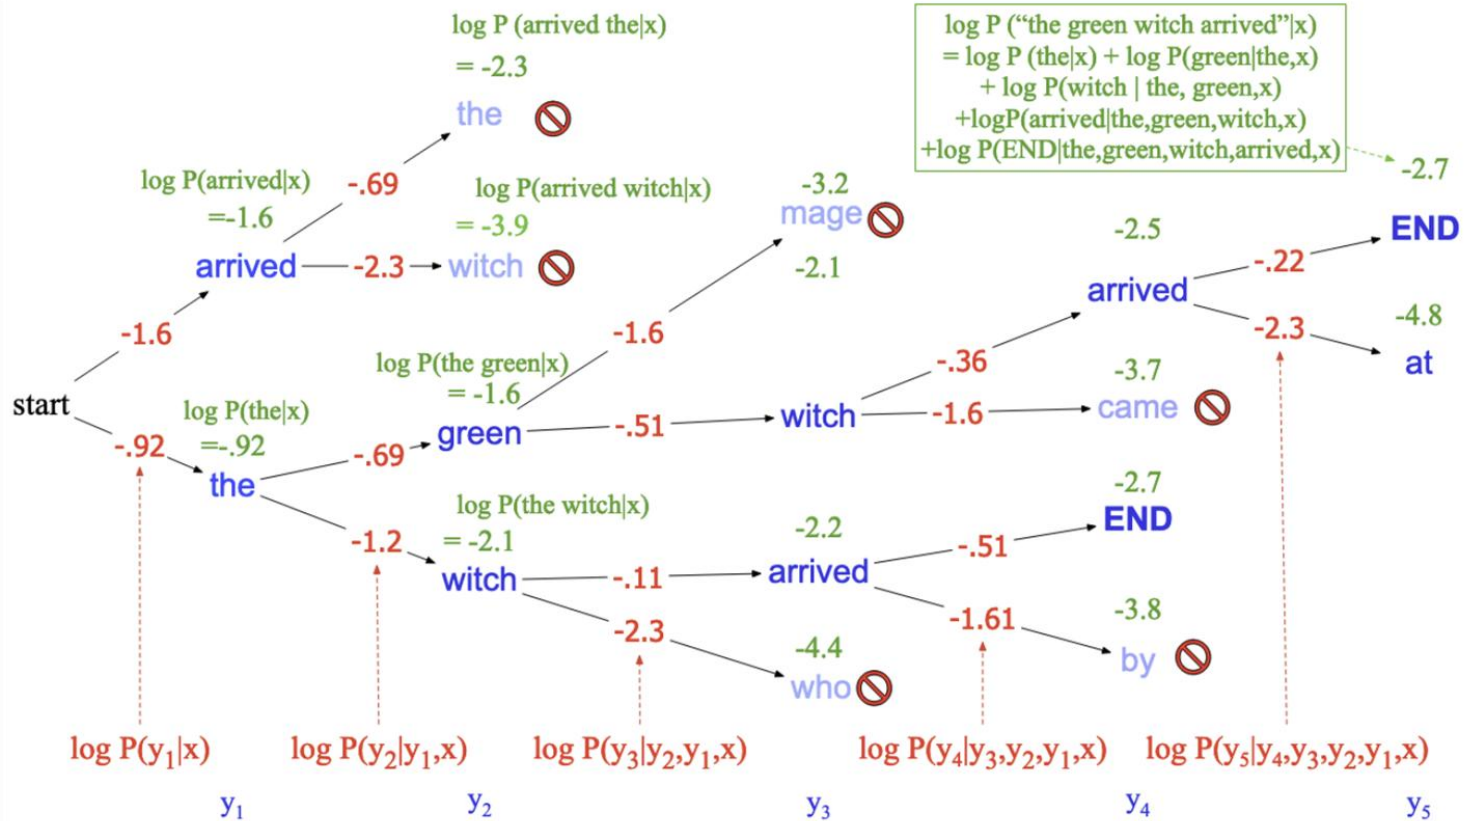 log P (arrived the|x)
= -2.3
the
log P (“the green witch arrived”|x)
= log P (the|x) + log P(green|the,x)
+ log P(witch | the, green,x)
+logP(arrived|the,green,witch,x)
+log P(END|the,green,witch,arrived,x)
-2.7
END
log P(arrived|x)
=-1.6
arrived
-.69
log P(arrived witch|x)
= -3.9
-2.3
witch
-3.2
mage
-2.1
-2.5
arrived
-.22
-2.3
-4.8
at
-1.6
start
-.92
log P(the|x)
=-.92
the
log P(the green|x)
= -1.6
-.69
green
-1.6
-.51
witch
-.36
-1.6
-3.7
came
-1.2
log P(the witch|x)
= -2.1
witch
-.11
-2.3
-2.2
arrived
-.51
-1.61
-2.7
END
-3.8
by
-4.4
who
log P(y₁|x)
log P(y₂|y₁,x)
log P(y₃|y₂,y₁,x)
log P(y₄|y₃,y₂,y₁,x)
log P(y₅|y₄,y₃,y₂,y₁,x)
y₁
y₂
y₃
y₄
y₅